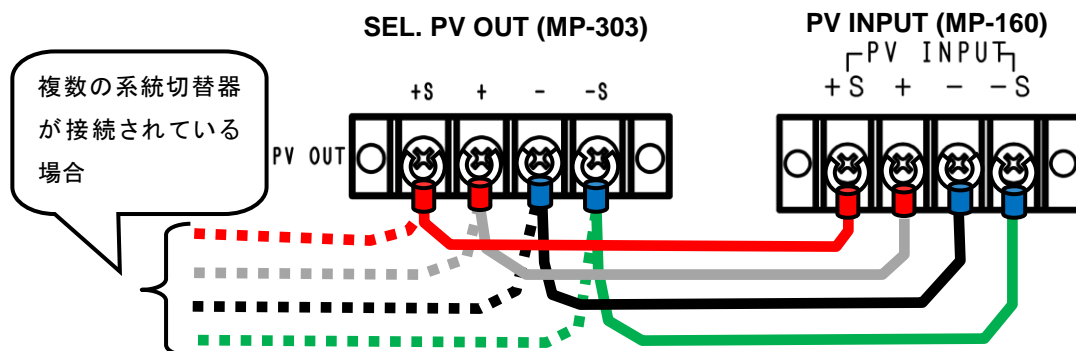 SEL. PV OUT (MP-303)
PV INPUT (MP-160)
PV INPUT
+S + - -S
+S + - -S
PV OUT
複数の系統切替器
が接続されている
場合